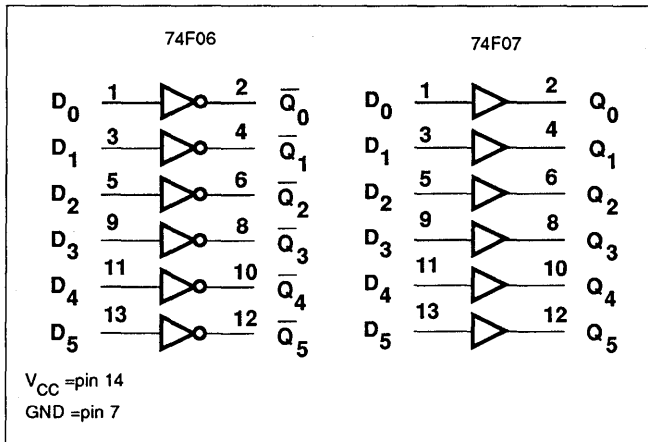 74F06 74F07
D0 1 2 Q̅0 D0 1 2 Q0
D1 3 4 Q̅1 D1 3 4 Q1
D2 5 6 Q̅2 D2 5 6 Q2
D3 9 8 Q̅3 D3 9 8 Q3
D4 11 10 Q̅4 D4 11 10 Q4
D5 13 12 Q̅5 D5 13 12 Q5
VCC =pin 14
GND =pin 7